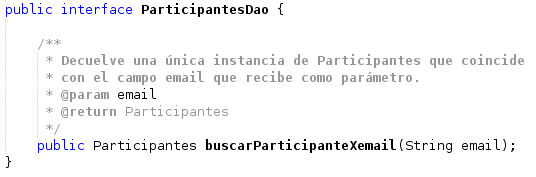 public interface ParticipantesDao {
/**
* Decuelve una única instancia de Participantes que coincide
* con el campo email que recibe como parámetro.
* @param email
* @return Participantes
*/
public Participantes buscarParticipanteXemail(String email);
}